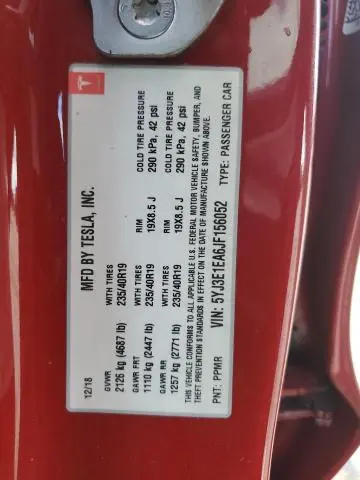 MFD BY TESLA, INC.
12/18
GVWR WITH TIRES RIM COLD TIRE PRESSURE
2126 kg (4687 lb) 235/40R19 19X8.5 J 290 kPa, 42 psi
GAWR FRT WITH TIRES RIM COLD TIRE PRESSURE
1110 kg (2447 lb) 235/40R19 19X8.5 J 290 kPa, 42 psi
GAWR RR
1257 kg (2771 lb) 235/40R19 19X8.5 J
THIS VEHICLE CONFORMS TO ALL APPLICABLE U.S. FEDERAL MOTOR VEHICLE SAFETY, BUMPER, AND
THEFT PREVENTION STANDARDS IN EFFECT ON THE DATE OF MANUFACTURE SHOWN ABOVE.
VIN: 5YJ3E1EA6JF156052 TYPE: PASSENGER CAR
PNT: PPMR